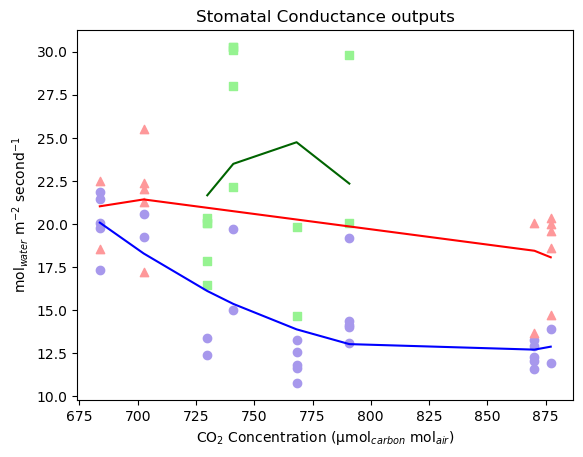 Stomatal Conductance outputs
30.0
27.5
25.0
22.5
20.0
17.5
15.0
12.5
10.0
mol_water m⁻² second⁻¹
675 700 725 750 775 800 825 850 875
CO₂ Concentration (μmol_carbon mol_air)